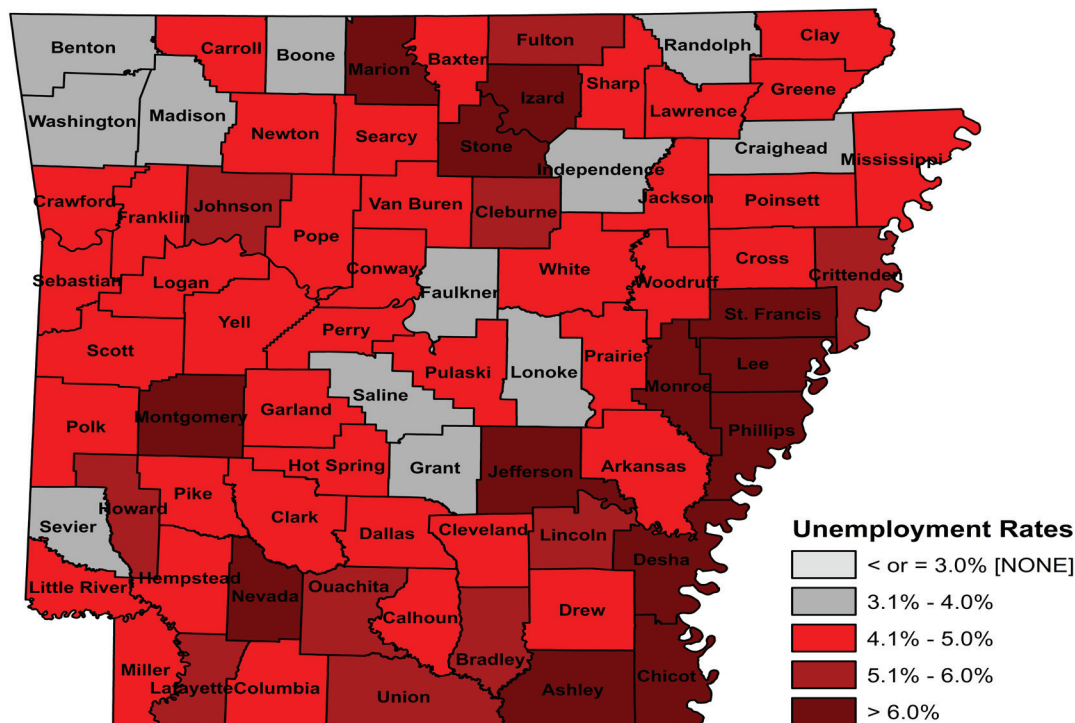 Benton
Carroll
Boone
Marion
Baxter
Fulton
Randolph
Clay
Izard
Sharp
Greene
Lawrence
Washington
Madison
Newton
Searcy
Stone
Independence
Craighead
Mississippi
Crawford
Franklin
Johnson
Pope
Van Buren
Cleburne
Jackson
Poinsett
Sebastian
Logan
Conway
Faulkner
White
Woodruff
Cross
Crittenden
Yell
Perry
St. Francis
Scott
Pulaski
Lonoke
Prairie
Lee
Monroe
Saline
Polk
Montgomery
Garland
Phillips
Hot Spring
Grant
Jefferson
Arkansas
Howard
Pike
Clark
Sevier
Dallas
Cleveland
Lincoln
Desha
Little River
Hempstead
Nevada
Ouachita
Calhoun
Drew
Bradley
Miller
Lafayette
Columbia
Union
Ashley
Chicot
Unemployment Rates
< or = 3.0% [NONE]
3.1% - 4.0%
4.1% - 5.0%
5.1% - 6.0%
> 6.0%